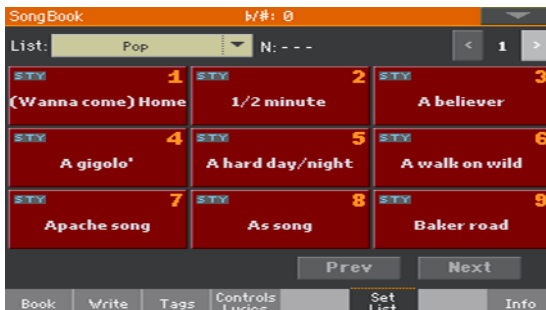 SongBook b/#: 0
List: Pop N: - - -
< 1 >
STY 1 STY 2 STY 3
(Wanna come) Home 1/2 minute A believer
STY 4 STY 5 STY 6
A gigolo' A hard day/night A walk on wild
STY 7 STY 8 STY 9
Apache song As song Baker road
Prev Next
Book Write Tags Controls Lyrics Set List Info